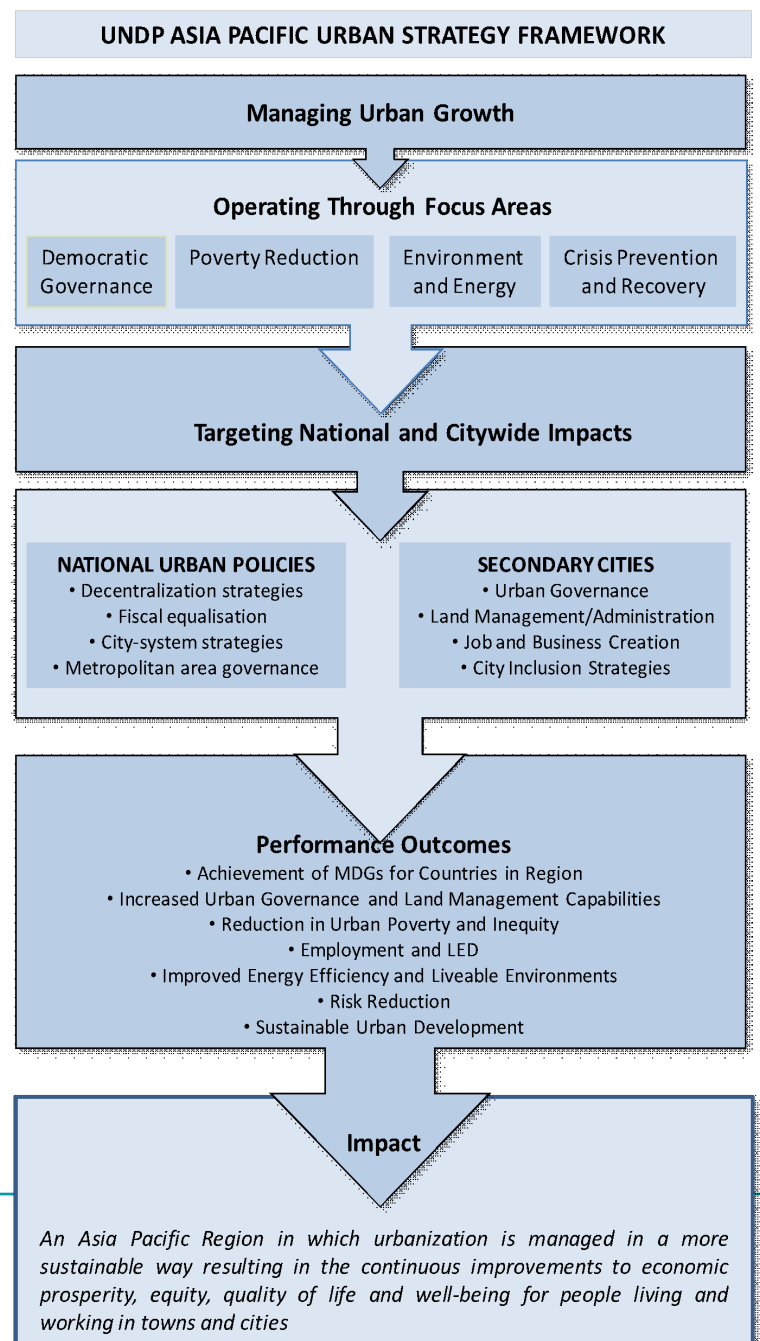 UNDP ASIA PACIFIC URBAN STRATEGY FRAMEWORK
Managing Urban Growth
Operating Through Focus Areas
Democratic
Governance
Poverty Reduction
Environment
and Energy
Crisis Prevention
and Recovery
Targeting National and Citywide Impacts
NATIONAL URBAN POLICIES
• Decentralization strategies
• Fiscal equalisation
• City-system strategies
• Metropolitan area governance
SECONDARY CITIES
• Urban Governance
• Land Management/Administration
• Job and Business Creation
• City Inclusion Strategies
Performance Outcomes
• Achievement of MDGs for Countries in Region
• Increased Urban Governance and Land Management Capabilities
• Reduction in Urban Poverty and Inequity
• Employment and LED
• Improved Energy Efficiency and Liveable Environments
• Risk Reduction
• Sustainable Urban Development
Impact
An Asia Pacific Region in which urbanization is managed in a more
sustainable way resulting in the continuous improvements to economic
prosperity, equity, quality of life and well-being for people living and
working in towns and cities